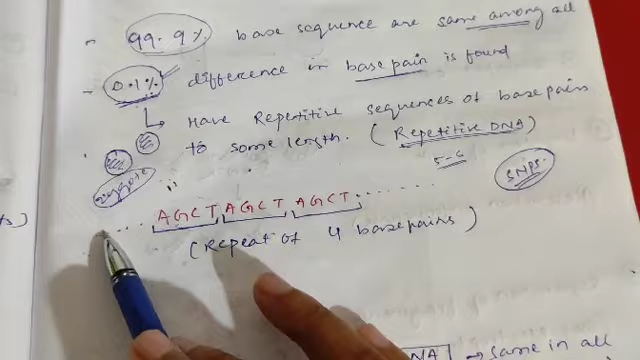 - 99.9% base sequence are same among all
- 0.1% difference in base pair is found
↳ Have Repetitive sequences of base pairs
to some length. (Repetitive DNA)
5-6
SNPs
.... AGCT AGCT AGCT .......
(Repeat of 4 base pairs)
DNA → same in all